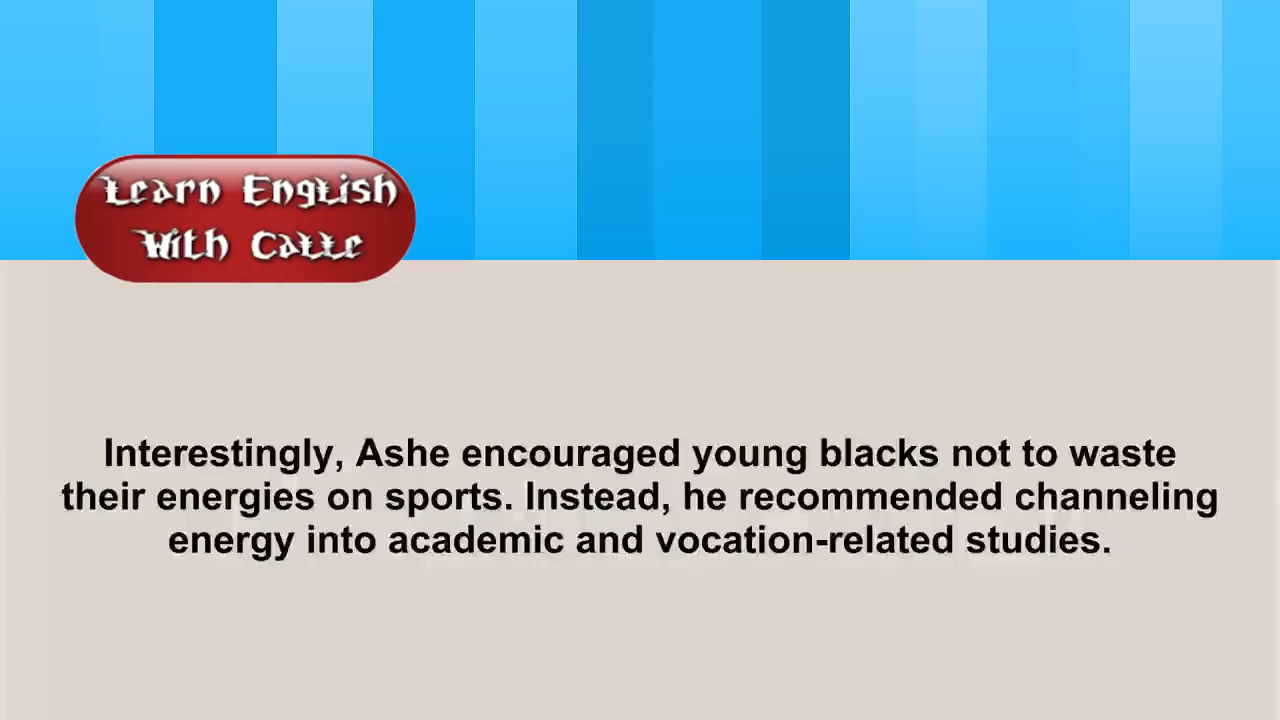 Learn English
With Calle
Interestingly, Ashe encouraged young blacks not to waste
their energies on sports. Instead, he recommended channeling
energy into academic and vocation-related studies.